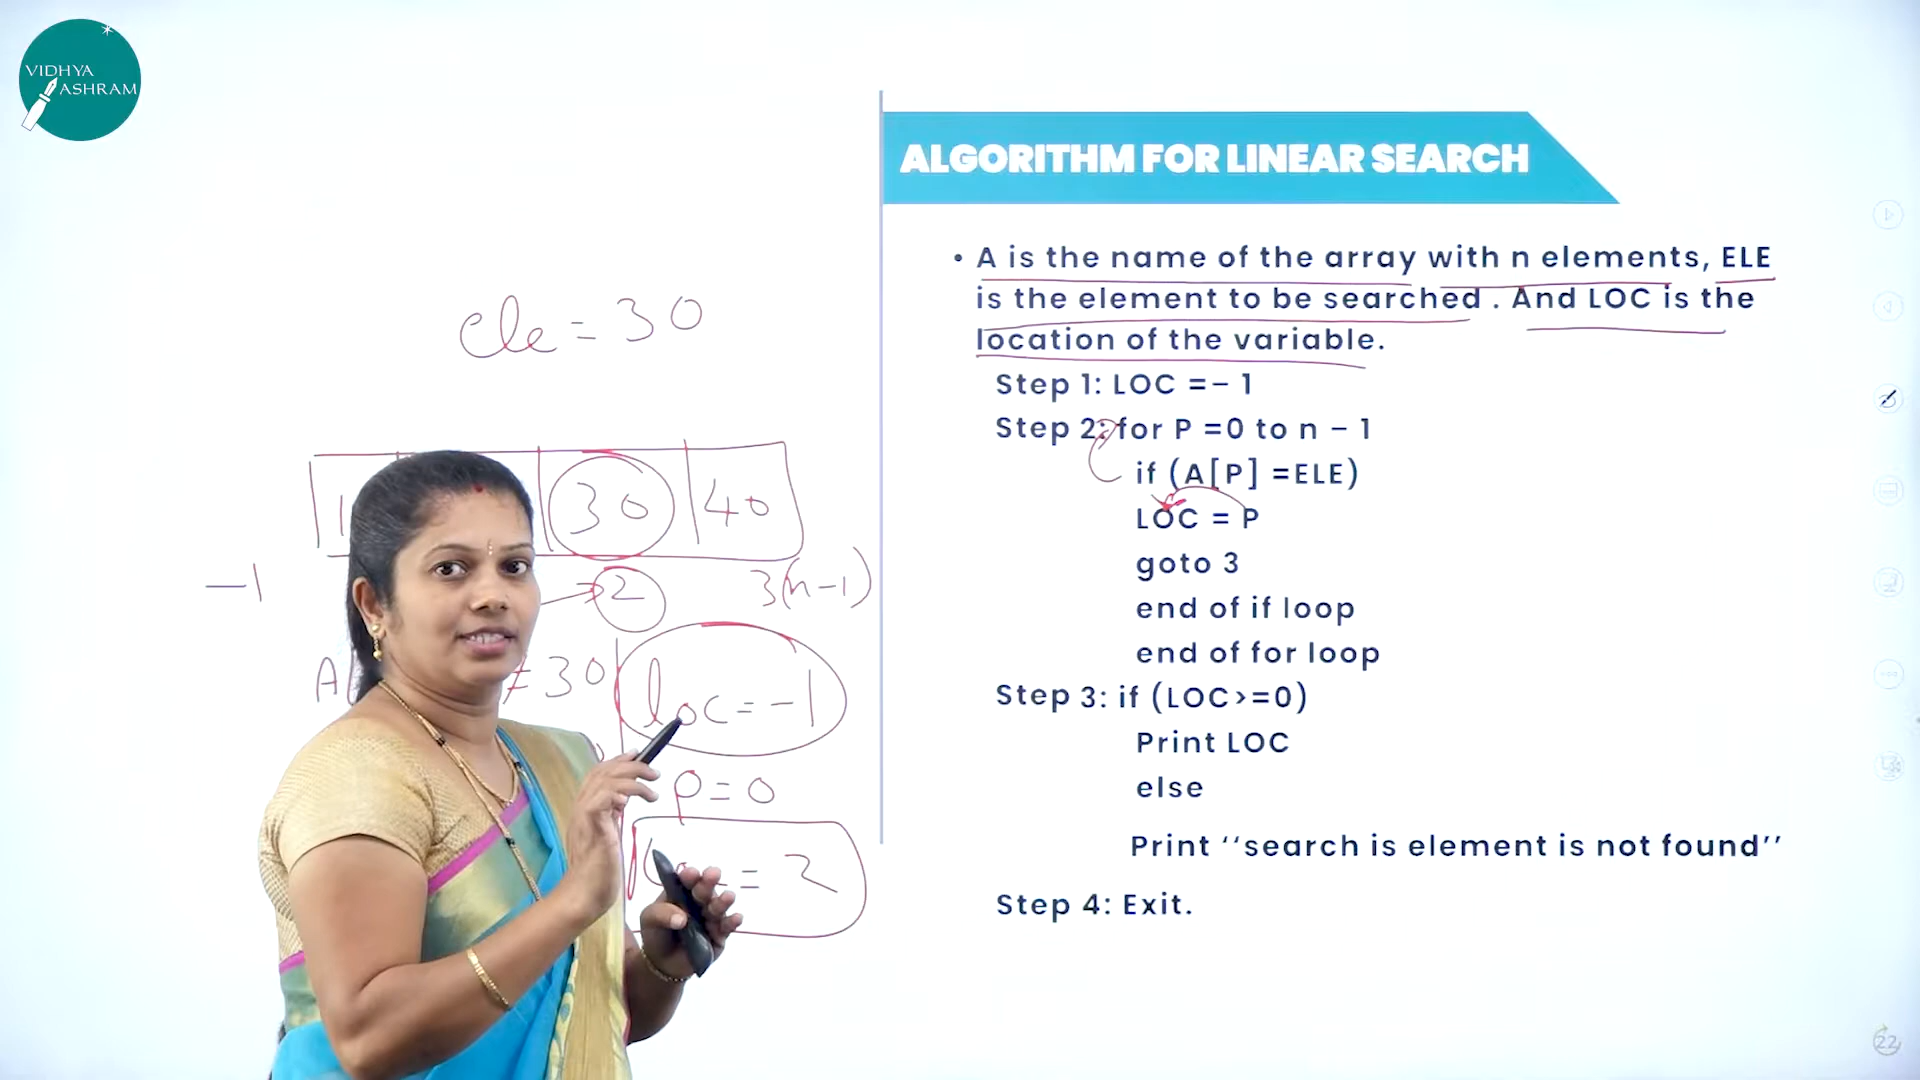 VIDHYA
ASHRAM
ALGORITHM FOR LINEAR SEARCH
• A is the name of the array with n elements, ELE
is the element to be searched . And LOC is the
location of the variable.
Step 1: LOC =– 1
Step 2: for P =0 to n – 1
if (A[P] =ELE)
LOC = P
goto 3
end of if loop
end of for loop
Step 3: if (LOC>=0)
Print LOC
else
Print ‘‘search is element is not found’’
Step 4: Exit.
ele = 30
30 40
-1 2 3(n-1)
≠ 30
loc = -1
p = 0
= 2
22